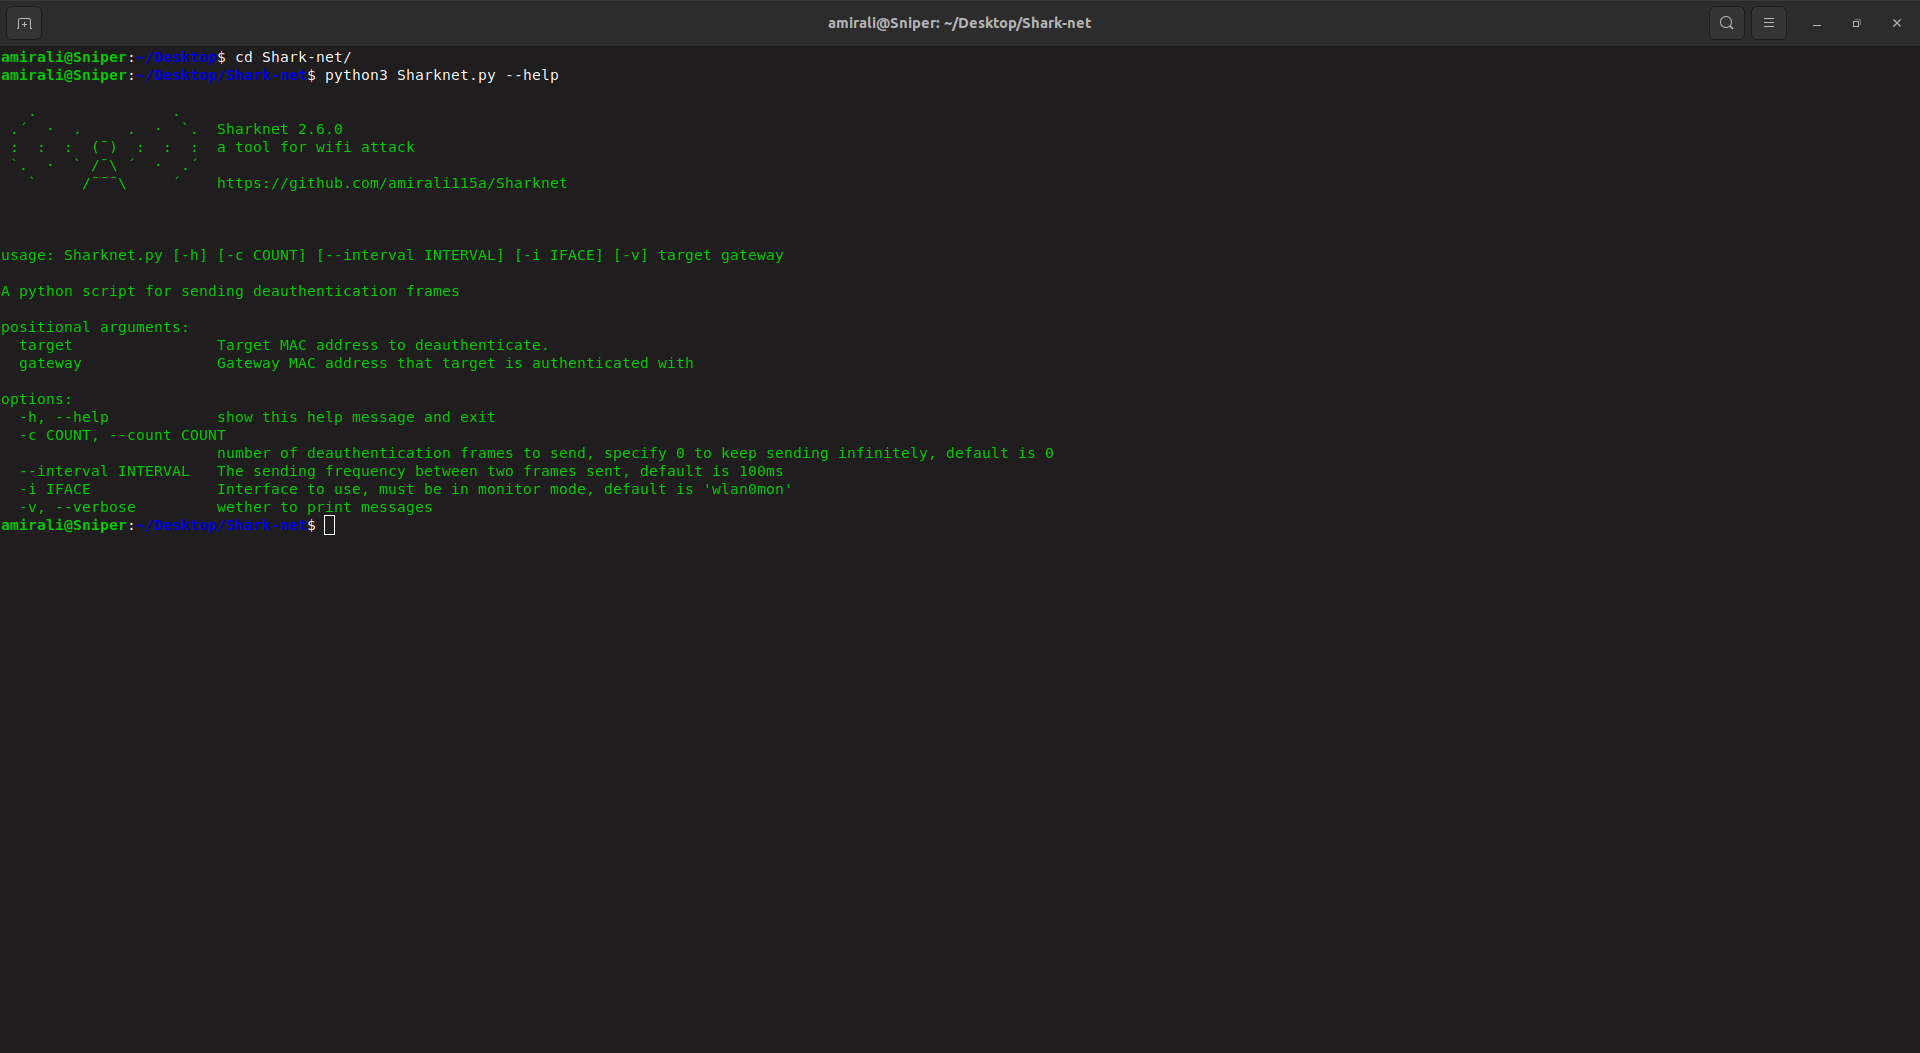 amirali@Sniper: ~/Desktop/Shark-net
amirali@Sniper:~/Desktop$ cd Shark-net/
amirali@Sniper:~/Desktop/Shark-net$ python3 Sharknet.py --help
Sharknet 2.6.0
a tool for wifi attack
https://github.com/amirali115a/Sharknet
usage: Sharknet.py [-h] [-c COUNT] [--interval INTERVAL] [-i IFACE] [-v] target gateway
A python script for sending deauthentication frames
positional arguments:
target Target MAC address to deauthenticate.
gateway Gateway MAC address that target is authenticated with
options:
-h, --help show this help message and exit
-c COUNT, --count COUNT
number of deauthentication frames to send, specify 0 to keep sending infinitely, default is 0
--interval INTERVAL The sending frequency between two frames sent, default is 100ms
-i IFACE Interface to use, must be in monitor mode, default is 'wlan0mon'
-v, --verbose wether to print messages
amirali@Sniper:~/Desktop/Shark-net$